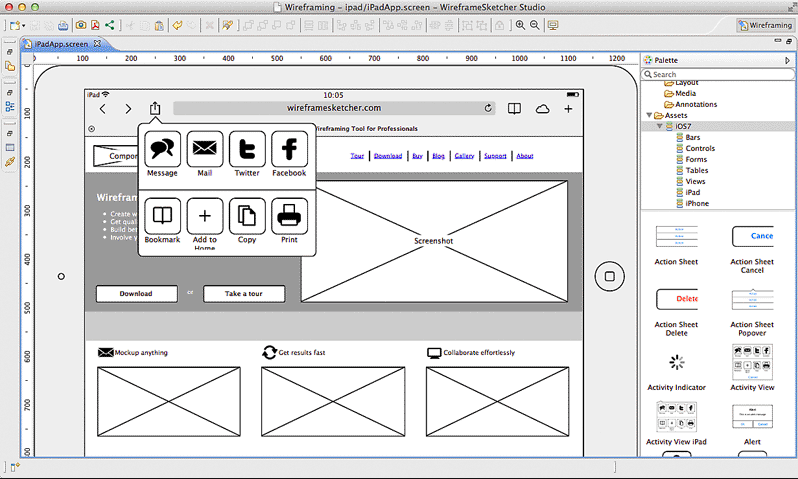 Wireframing - ipad/iPadApp.screen - WireframeSketcher Studio
Wireframing
iPadApp.screen
Palette
Search
Layout
Media
Annotations
Assets
iOS7
Bars
Controls
Forms
Tables
Views
iPad
iPhone
0 100 200 300 400 500 600 700 800 900 1000 1100 1200
0
100
200
300
400
500
600
700
800
iPad
10:05
wireframesketcher.com
Wireframing Tool for Professionals
Compon
Tour | Download | Buy | Blog | Gallery | Support | About
Message Mail Twitter Facebook
Bookmark Add to Home Copy Print
Wirefram
Create w
Get quali
Build bett
Involve y
Screenshot
Download or Take a tour
Mockup anything
Get results fast
Collaborate effortlessly
Action Sheet
Cance
Action Sheet
Cancel
Delete
Action Sheet
Delete
Action Sheet
Popover
Activity Indicator
Activity View
Activity View iPad
Alert